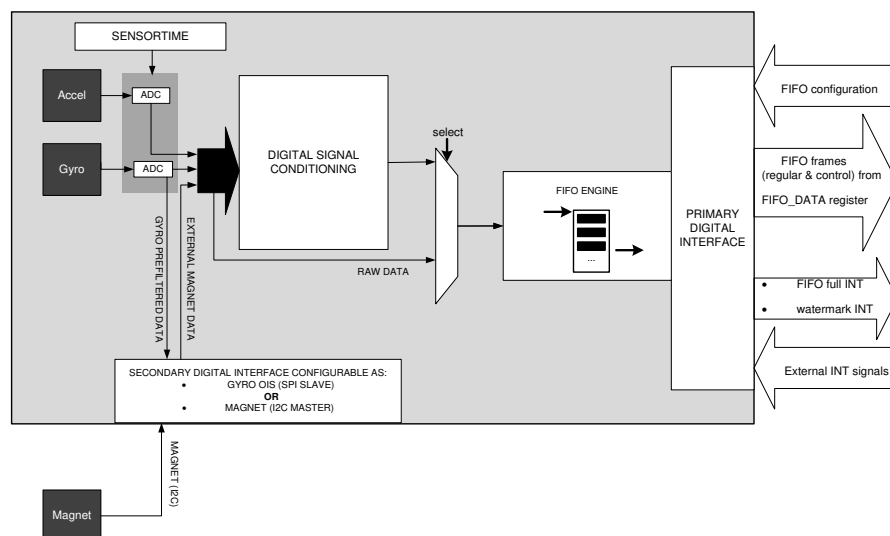 SENSORTIME
Accel
ADC
Gyro
ADC
DIGITAL SIGNAL
CONDITIONING
select
FIFO ENGINE
...
PRIMARY
DIGITAL
INTERFACE
FIFO configuration
FIFO frames
(regular & control) from
FIFO_DATA register
• FIFO full INT
• watermark INT
External INT signals
RAW DATA
GYRO PREFILTERED DATA
EXTERNAL MAGNET DATA
SECONDARY DIGITAL INTERFACE CONFIGURABLE AS:
• GYRO OIS (SPI SLAVE)
OR
• MAGNET (I2C MASTER)
MAGNET
(I2C)
Magnet